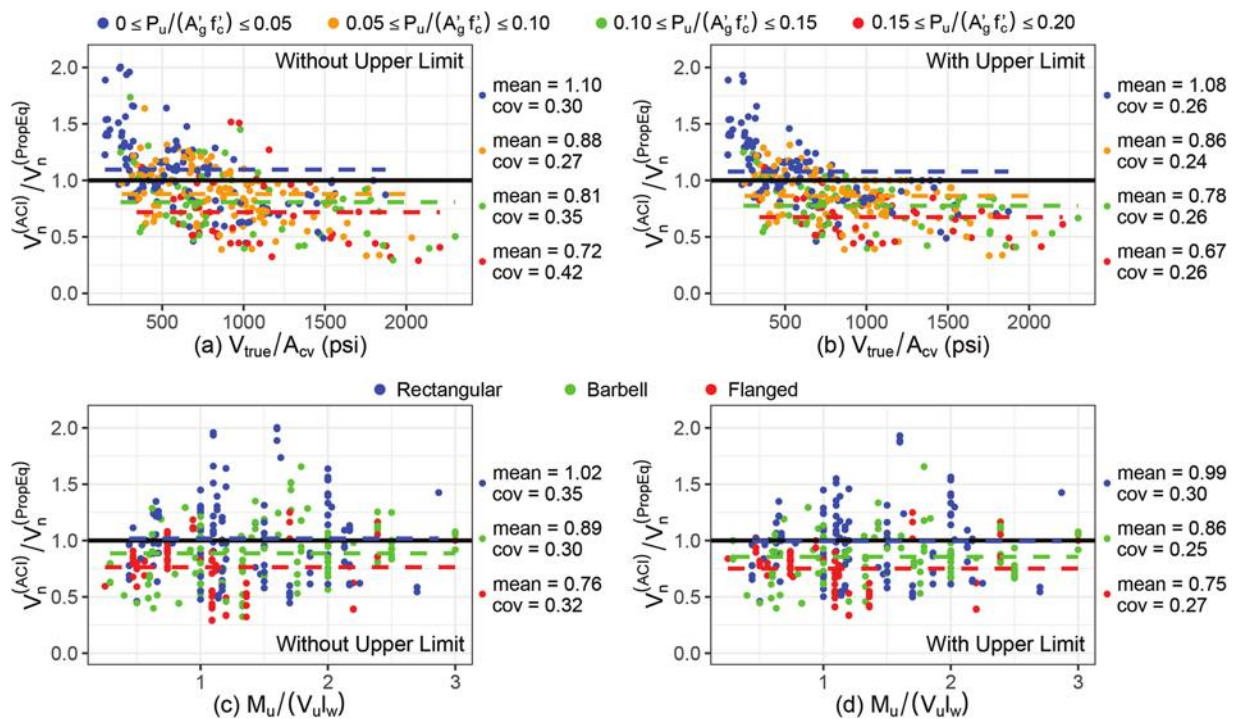 0 ≤ Pᵤ/(A'g f'c) ≤ 0.05 0.05 ≤ Pᵤ/(A'g f'c) ≤ 0.10 0.10 ≤ Pᵤ/(A'g f'c) ≤ 0.15 0.15 ≤ Pᵤ/(A'g f'c) ≤ 0.20
Without Upper Limit
Vn(ACI)/Vn(PropEq)
2.0
1.5
1.0
0.5
0.0
500 1000 1500 2000
(a) Vtrue/Acv (psi)
mean = 1.10
cov = 0.30
mean = 0.88
cov = 0.27
mean = 0.81
cov = 0.35
mean = 0.72
cov = 0.42
With Upper Limit
Vn(ACI)/Vn(PropEq)
2.0
1.5
1.0
0.5
0.0
500 1000 1500 2000
(b) Vtrue/Acv (psi)
mean = 1.08
cov = 0.26
mean = 0.86
cov = 0.24
mean = 0.78
cov = 0.26
mean = 0.67
cov = 0.26
Rectangular Barbell Flanged
Vn(ACI)/Vn(PropEq)
2.0
1.5
1.0
0.5
0.0
Without Upper Limit
1 2 3
(c) Mu/(Vulw)
mean = 1.02
cov = 0.35
mean = 0.89
cov = 0.30
mean = 0.76
cov = 0.32
Vn(ACI)/Vn(PropEq)
2.0
1.5
1.0
0.5
0.0
With Upper Limit
1 2 3
(d) Mu/(Vulw)
mean = 0.99
cov = 0.30
mean = 0.86
cov = 0.25
mean = 0.75
cov = 0.27